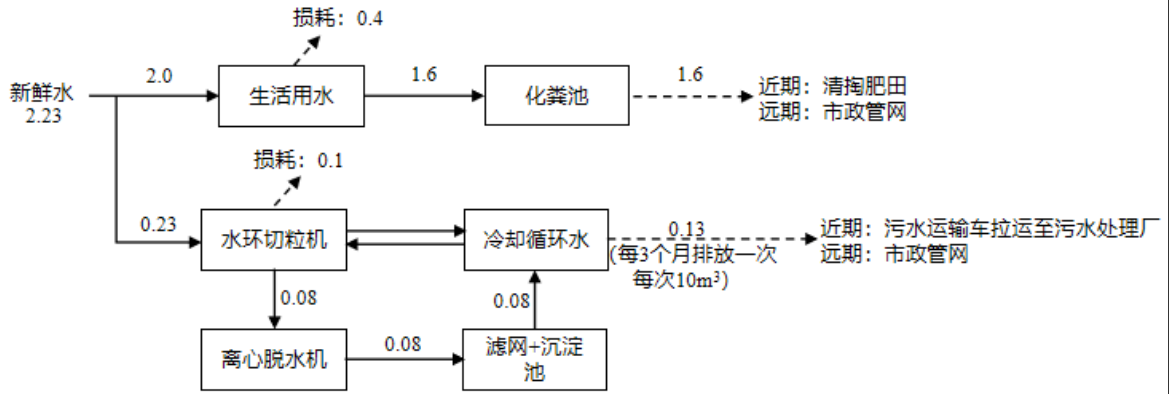 损耗：0.4
新鲜水
2.23
2.0
生活用水
1.6
化粪池
1.6
近期：清掏肥田
远期：市政管网
损耗：0.1
0.23
水环切粒机
冷却循环水
0.13
(每3个月排放一次
每次10m³)
近期：污水运输车拉运至污水处理厂
远期：市政管网
0.08
0.08
离心脱水机
0.08
滤网+沉淀
池